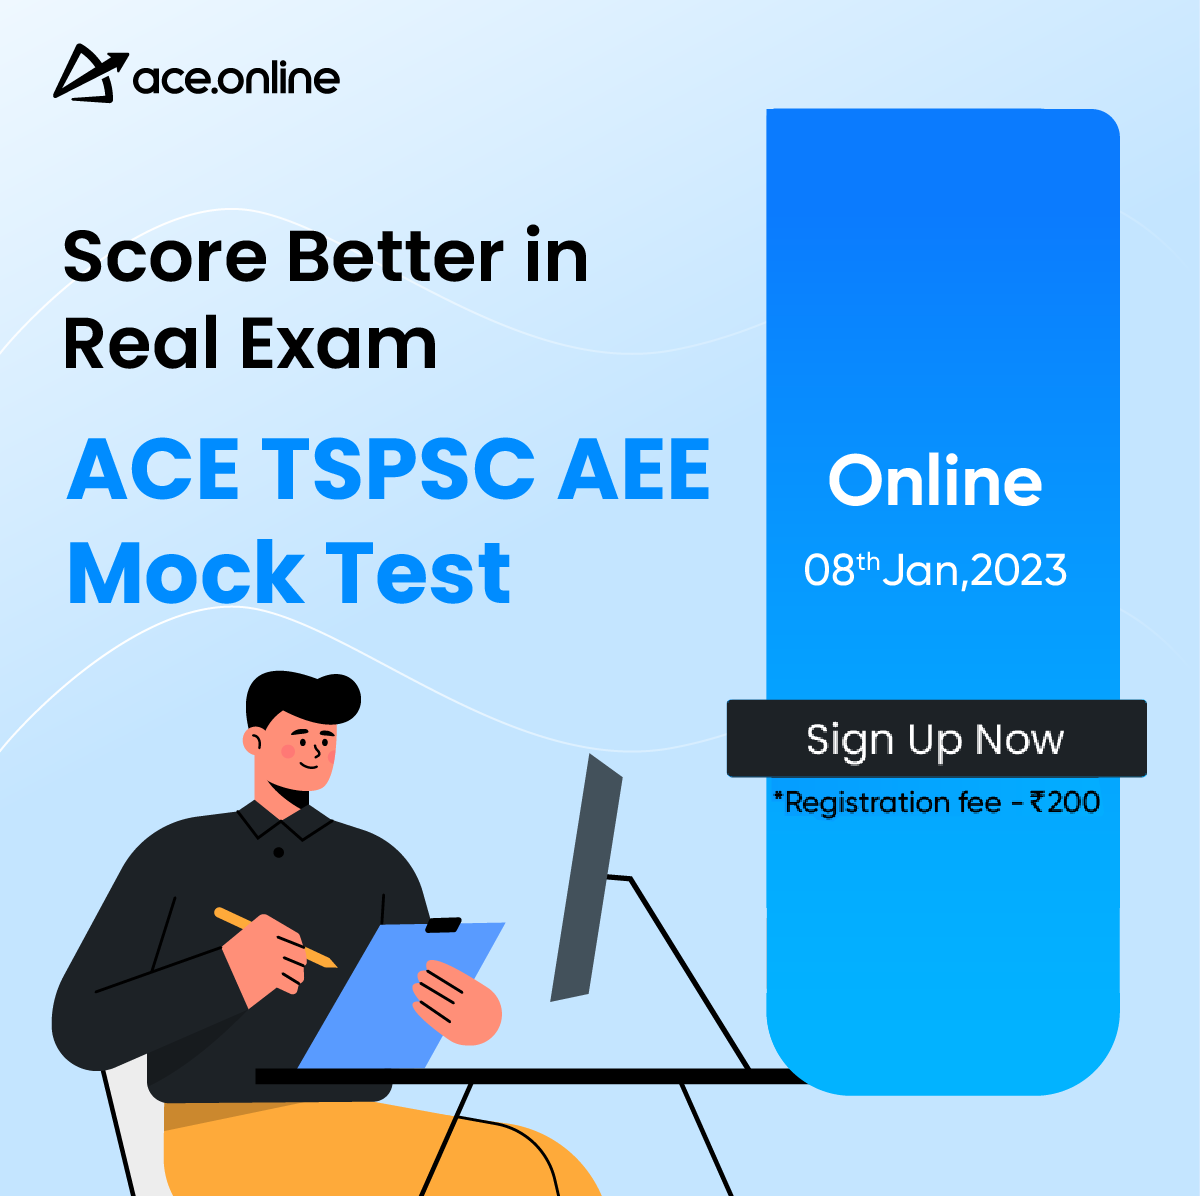 ace.online
Score Better in
Real Exam
ACE TSPSC AEE
Mock Test
Online
08th Jan,2023
Sign Up Now
*Registration fee - ₹200